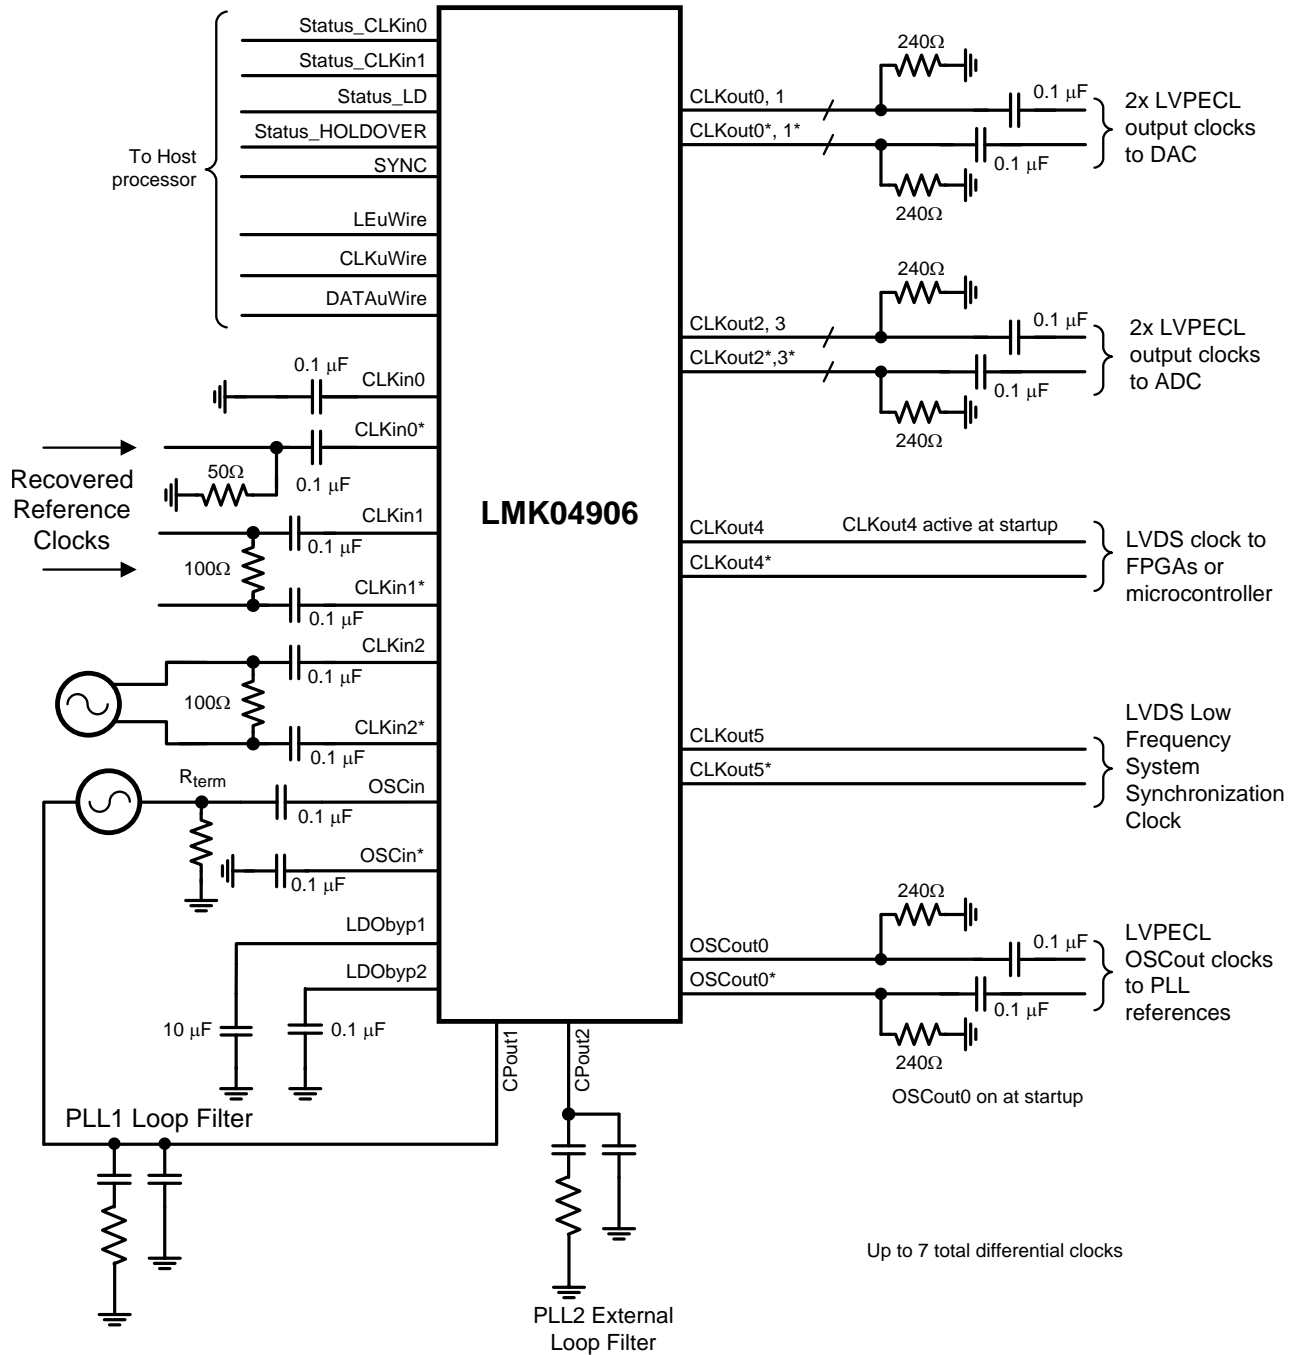 Status_CLKin0
Status_CLKin1
Status_LD
Status_HOLDOVER
SYNC
To Host
processor
LEuWire
CLKuWire
DATAuWire
0.1 µF
CLKin0
CLKin0*
0.1 µF
50Ω
Recovered
Reference
Clocks
CLKin1
0.1 µF
100Ω
CLKin1*
0.1 µF
CLKin2
0.1 µF
100Ω
CLKin2*
0.1 µF
Rterm
OSCin
0.1 µF
OSCin*
0.1 µF
LDObyp1
LDObyp2
10 µF
0.1 µF
CPout1
CPout2
PLL1 Loop Filter
PLL2 External
Loop Filter
LMK04906
240Ω
CLKout0, 1
0.1 µF
CLKout0*, 1*
0.1 µF
240Ω
2x LVPECL
output clocks
to DAC
240Ω
CLKout2, 3
0.1 µF
CLKout2*,3*
0.1 µF
240Ω
2x LVPECL
output clocks
to ADC
CLKout4
CLKout4 active at startup
CLKout4*
LVDS clock to
FPGAs or
microcontroller
CLKout5
CLKout5*
LVDS Low
Frequency
System
Synchronization
Clock
240Ω
OSCout0
0.1 µF
OSCout0*
0.1 µF
240Ω
LVPECL
OSCout clocks
to PLL
references
OSCout0 on at startup
Up to 7 total differential clocks